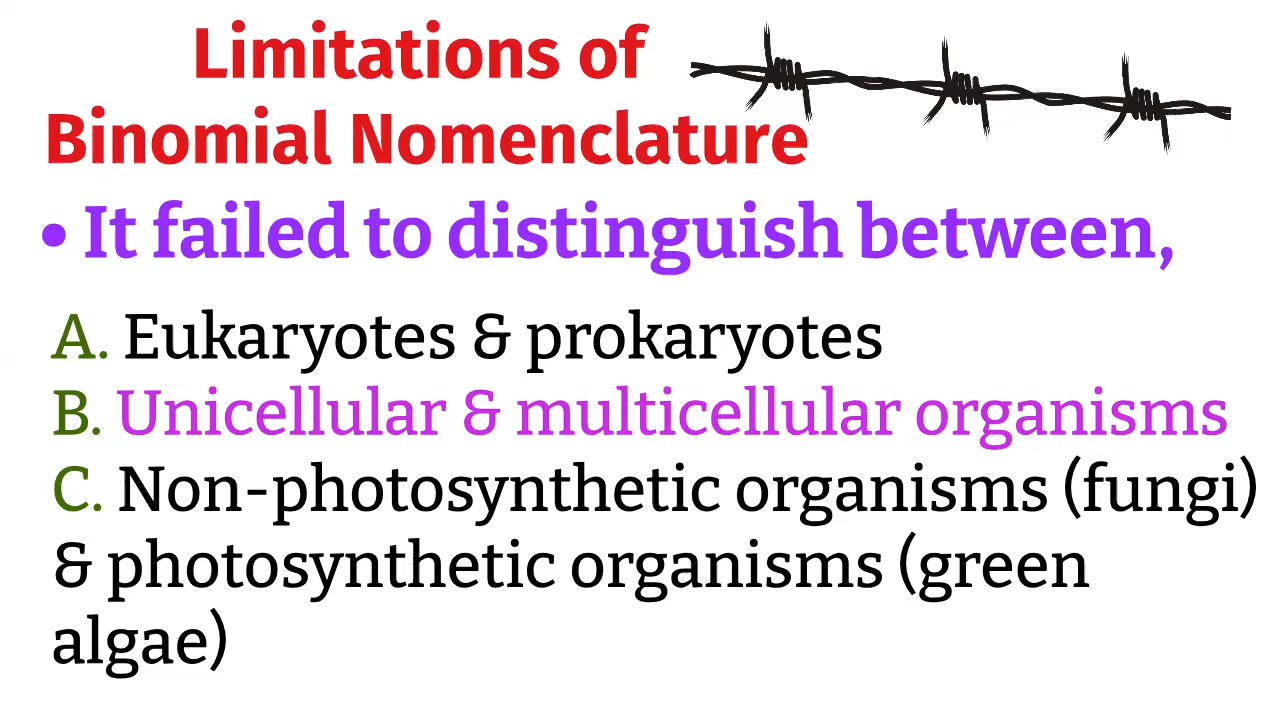 Limitations of
Binomial Nomenclature
• It failed to distinguish between,
A. Eukaryotes & prokaryotes
B. Unicellular & multicellular organisms
C. Non-photosynthetic organisms (fungi)
& photosynthetic organisms (green
algae)